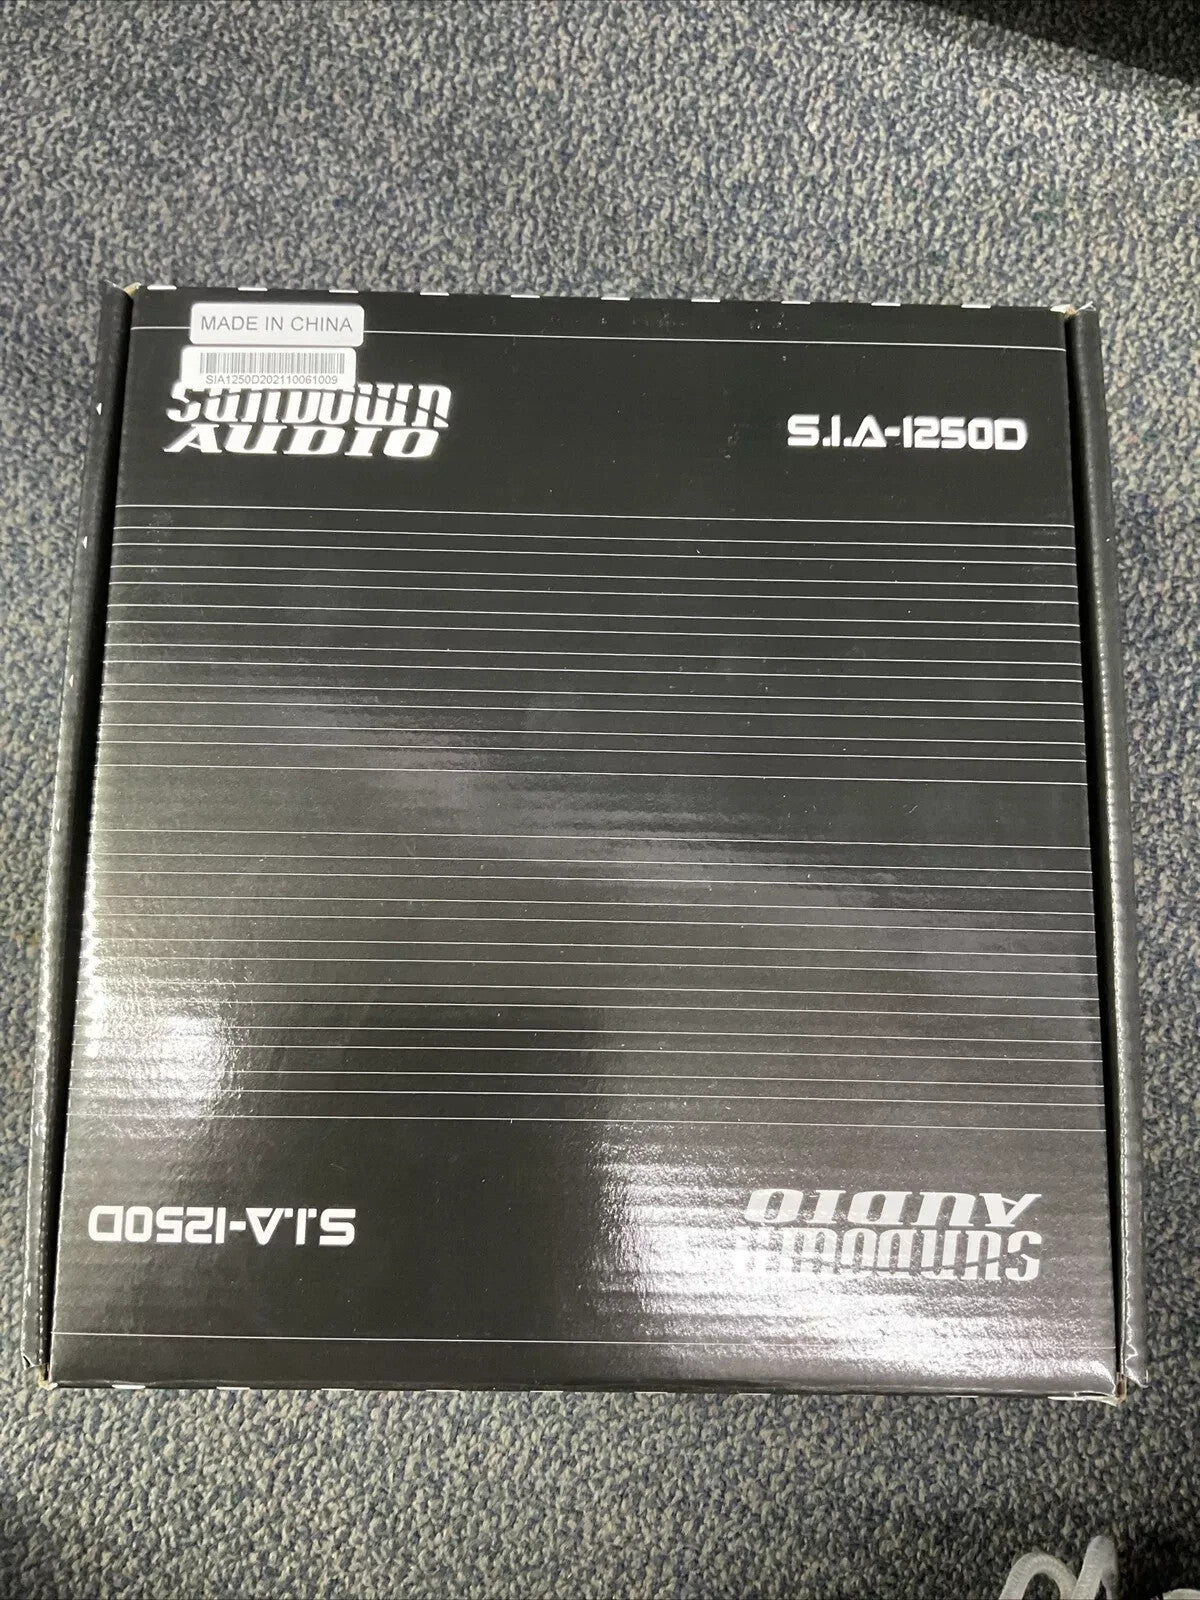 MADE IN CHINA
SIA1250D202110061009
SUNDOWN
AUDIO
S.I.A-1250D
S.I.A-1250D
SUNDOWN
AUDIO